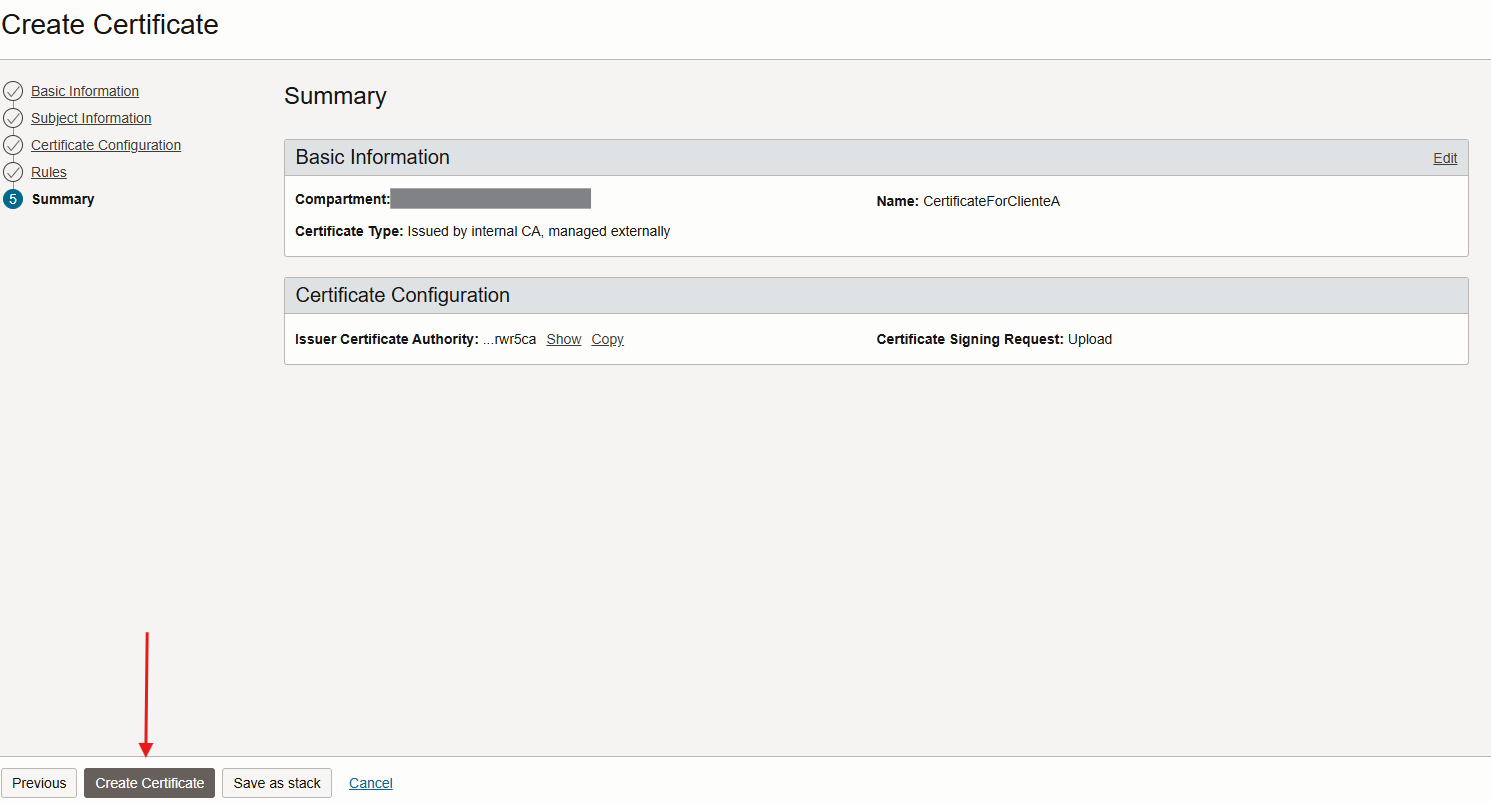 Create Certificate
Basic Information
Subject Information
Certificate Configuration
Rules
5 Summary
Summary
Basic Information Edit
Compartment: Name: CertificateForClienteA
Certificate Type: Issued by internal CA, managed externally
Certificate Configuration
Issuer Certificate Authority: ...rwr5ca Show Copy Certificate Signing Request: Upload
Previous Create Certificate Save as stack Cancel